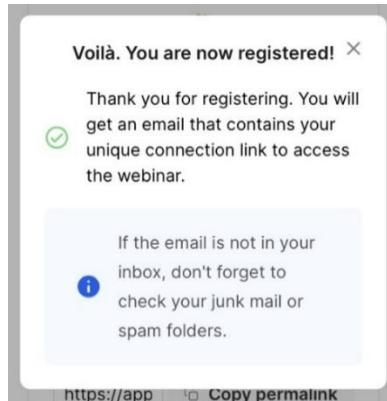 Voilà. You are now registered!
Thank you for registering. You will
get an email that contains your
unique connection link to access
the webinar.
If the email is not in your
inbox, don't forget to
check your junk mail or
spam folders.
https://app Copy permalink